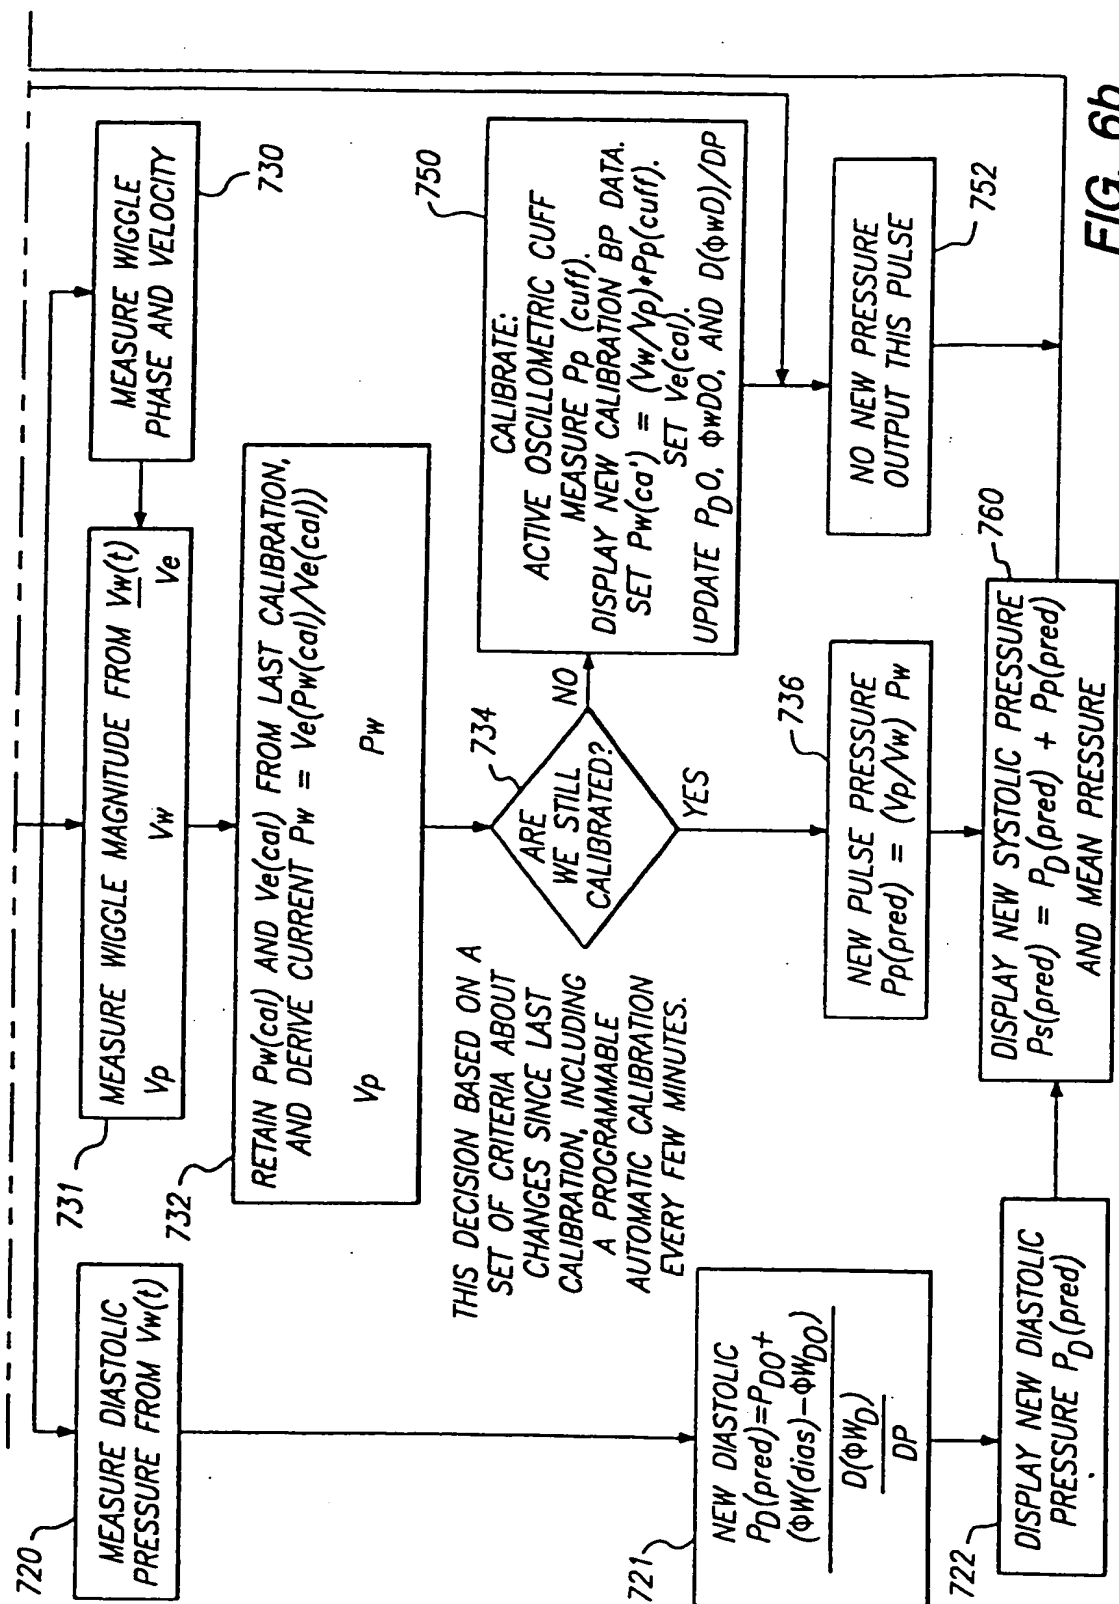 720
MEASURE DIASTOLIC
PRESSURE FROM Vw(t)
731
MEASURE WIGGLE MAGNITUDE FROM Vw(t)
Vp Vw Ve
MEASURE WIGGLE
PHASE AND VELOCITY
730
732
RETAIN Pw(cal) AND Ve(cal) FROM LAST CALIBRATION,
AND DERIVE CURRENT Pw = Ve(Pw(cal)/Ve(cal))
Vp Pw
THIS DECISION BASED ON A
SET OF CRITERIA ABOUT
CHANGES SINCE LAST
CALIBRATION, INCLUDING
A PROGRAMMABLE
AUTOMATIC CALIBRATION
EVERY FEW MINUTES.
734
ARE
WE STILL
CALIBRATED?
NO
YES
750
CALIBRATE:
ACTIVE OSCILLOMETRIC CUFF
MEASURE Pp (cuff).
DISPLAY NEW CALIBRATION BP DATA.
SET Pw(ca') = (Vw/Vp)*Pp(cuff).
SET Ve(cal).
UPDATE PDO, ϕwDO, AND D(ϕwD)/DP
721
NEW DIASTOLIC
PD(pred)=PDO+
(ϕW(dias)-ϕWDO)
D(ϕWD)
DP
736
NEW PULSE PRESSURE
Pp(pred) = (Vp/Vw) Pw
NO NEW PRESSURE
OUTPUT THIS PULSE
752
722
DISPLAY NEW DIASTOLIC
PRESSURE PD(pred)
760
DISPLAY NEW SYSTOLIC PRESSURE
Ps(pred) = PD(pred) + Pp(pred)
AND MEAN PRESSURE
FIG. 6b